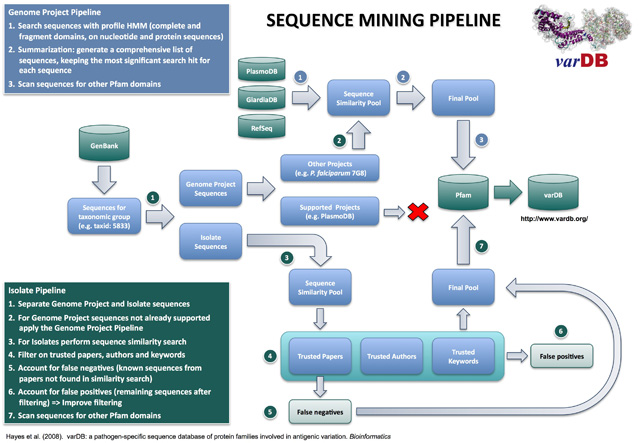 SEQUENCE MINING PIPELINE
varDB
Genome Project Pipeline
1. Search sequences with profile HMM (complete and
fragment domains, on nucleotide and protein sequences)
2. Summarization: generate a comprehensive list of
sequences, keeping the most significant search hit for
each sequence
3. Scan sequences for other Pfam domains
PlasmoDB
GiardiaDB
RefSeq
1
Sequence
Similarity Pool
2
Final Pool
GenBank
2
3
Sequences for
taxonomic group
(e.g. taxid: 5833)
1
Genome Project
Sequences
Other Projects
(e.g. P. falciparum 7G8)
Supported Projects
(e.g. PlasmoDB)
Pfam
varDB
http://www.vardb.org/
Isolate
Sequences
3
7
Sequence
Similarity Pool
Final Pool
Isolate Pipeline
1. Separate Genome Project and Isolate sequences
2. For Genome Project sequences not already supported
apply the Genome Project Pipeline
3. For Isolates perform sequence similarity search
4. Filter on trusted papers, authors and keywords
5. Account for false negatives (known sequences from
papers not found in similarity search)
6. Account for false positives (remaining sequences after
filtering) => Improve filtering
7. Scan sequences for other Pfam domains
4
Trusted Papers
Trusted Authors
Trusted
Keywords
6
False positives
5
False negatives
Hayes et al. (2008). varDB: a pathogen-specific sequence database of protein families involved in antigenic variation. Bioinformatics